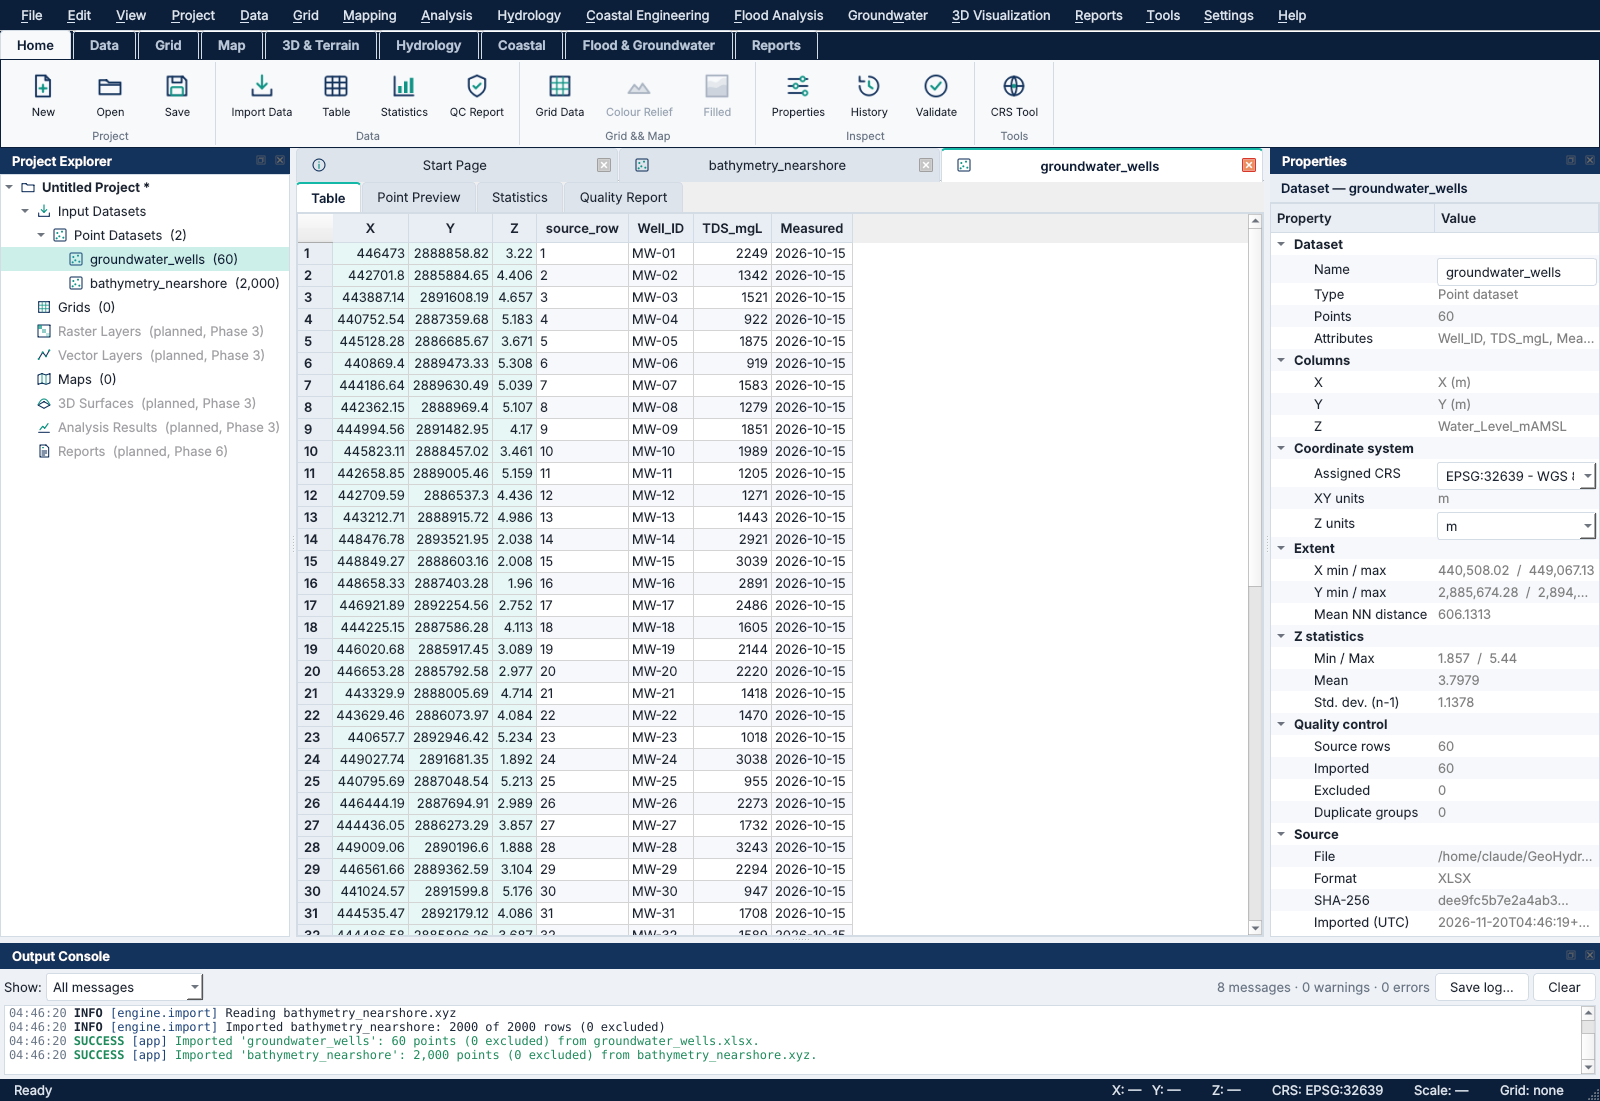 File Edit View Project Data Grid Mapping Analysis Hydrology Coastal Engineering Flood Analysis Groundwater 3D Visualization Reports Tools Settings Help
Home Data Grid Map 3D & Terrain Hydrology Coastal Flood & Groundwater Reports
New Open Save Import Data Table Statistics QC Report Grid Data Colour Relief Filled Properties History Validate CRS Tool
Project Data Grid && Map Inspect Tools
Project Explorer
Untitled Project *
Input Datasets
Point Datasets (2)
groundwater_wells (60)
bathymetry_nearshore (2,000)
Grids (0)
Raster Layers (planned, Phase 3)
Vector Layers (planned, Phase 3)
Maps (0)
3D Surfaces (planned, Phase 3)
Analysis Results (planned, Phase 3)
Reports (planned, Phase 6)
Start Page bathymetry_nearshore groundwater_wells
Table Point Preview Statistics Quality Report
X Y Z source_row Well_ID TDS_mgL Measured
1 446473 2888858.82 3.22 1 MW-01 2249 2026-10-15
2 442701.8 2885884.65 4.406 2 MW-02 1342 2026-10-15
3 443887.14 2891608.19 4.657 3 MW-03 1521 2026-10-15
4 440752.54 2887359.68 5.183 4 MW-04 922 2026-10-15
5 445128.28 2886685.67 3.671 5 MW-05 1875 2026-10-15
6 440869.4 2889473.33 5.308 6 MW-06 919 2026-10-15
7 444186.64 2889630.49 5.039 7 MW-07 1583 2026-10-15
8 442362.15 2888969.4 5.107 8 MW-08 1279 2026-10-15
9 444994.56 2891482.95 4.17 9 MW-09 1851 2026-10-15
10 445823.11 2888457.02 3.461 10 MW-10 1989 2026-10-15
11 442658.85 2889005.46 5.159 11 MW-11 1205 2026-10-15
12 442709.59 2886537.3 4.436 12 MW-12 1271 2026-10-15
13 443212.71 2888915.72 4.986 13 MW-13 1443 2026-10-15
14 448476.78 2893521.95 2.038 14 MW-14 2921 2026-10-15
15 448849.27 2888603.16 2.008 15 MW-15 3039 2026-10-15
16 448658.33 2887403.28 1.96 16 MW-16 2891 2026-10-15
17 446921.89 2892254.56 2.752 17 MW-17 2486 2026-10-15
18 444225.15 2887586.28 4.113 18 MW-18 1605 2026-10-15
19 446020.68 2885917.45 3.089 19 MW-19 2144 2026-10-15
20 446653.28 2885792.58 2.977 20 MW-20 2220 2026-10-15
21 443329.9 2888005.69 4.714 21 MW-21 1418 2026-10-15
22 443629.46 2886073.97 4.084 22 MW-22 1470 2026-10-15
23 440657.7 2892946.42 5.234 23 MW-23 1018 2026-10-15
24 449027.74 2891681.35 1.892 24 MW-24 3038 2026-10-15
25 440795.69 2887048.54 5.213 25 MW-25 955 2026-10-15
26 446444.19 2887694.91 2.989 26 MW-26 2273 2026-10-15
27 444436.05 2886273.29 3.857 27 MW-27 1732 2026-10-15
28 449009.06 2890196.6 1.888 28 MW-28 3243 2026-10-15
29 446561.66 2889362.59 3.104 29 MW-29 2294 2026-10-15
30 441024.57 2891599.8 5.176 30 MW-30 947 2026-10-15
31 444535.47 2892179.12 4.086 31 MW-31 1708 2026-10-15
Properties
Dataset — groundwater_wells
Property Value
Dataset
Name groundwater_wells
Type Point dataset
Points 60
Attributes Well_ID, TDS_mgL, Mea...
Columns
X X (m)
Y Y (m)
Z Water_Level_mAMSL
Coordinate system
Assigned CRS EPSG:32639 - WGS
XY units m
Z units m
Extent
X min / max 440,508.02 / 449,067.13
Y min / max 2,885,674.28 / 2,894,...
Mean NN distance 606.1313
Z statistics
Min / Max 1.857 / 5.44
Mean 3.7979
Std. dev. (n-1) 1.1378
Quality control
Source rows 60
Imported 60
Excluded 0
Duplicate groups 0
Source
File /home/claude/GeoHydr...
Format XLSX
SHA-256 dee9fc5b7e2a4ab3...
Imported (UTC) 2026-11-20T04:46:19+...
Output Console
Show: All messages 8 messages · 0 warnings · 0 errors Save log... Clear
04:46:20 INFO [engine.import] Reading bathymetry_nearshore.xyz
04:46:20 INFO [engine.import] Imported bathymetry_nearshore: 2000 of 2000 rows (0 excluded)
04:46:20 SUCCESS [app] Imported 'groundwater_wells': 60 points (0 excluded) from groundwater_wells.xlsx.
04:46:20 SUCCESS [app] Imported 'bathymetry_nearshore': 2,000 points (0 excluded) from bathymetry_nearshore.xyz.
Ready X: — Y: — Z: — CRS: EPSG:32639 Scale: — Grid: none